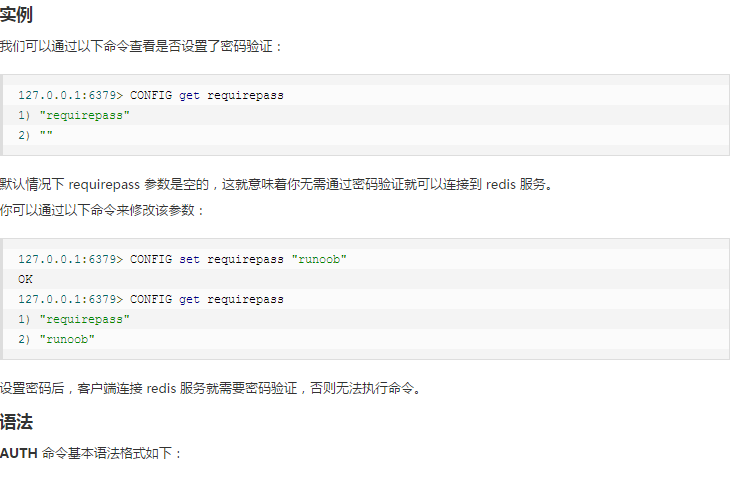 实例
我们可以通过以下命令查看是否设置了密码验证：
127.0.0.1:6379> CONFIG get requirepass
1) "requirepass"
2) ""
默认情况下 requirepass 参数是空的，这就意味着你无需通过密码验证就可以连接到 redis 服务。
你可以通过以下命令来修改该参数：
127.0.0.1:6379> CONFIG set requirepass "runoob"
OK
127.0.0.1:6379> CONFIG get requirepass
1) "requirepass"
2) "runoob"
设置密码后，客户端连接 redis 服务就需要密码验证，否则无法执行命令。
语法
AUTH 命令基本语法格式如下：